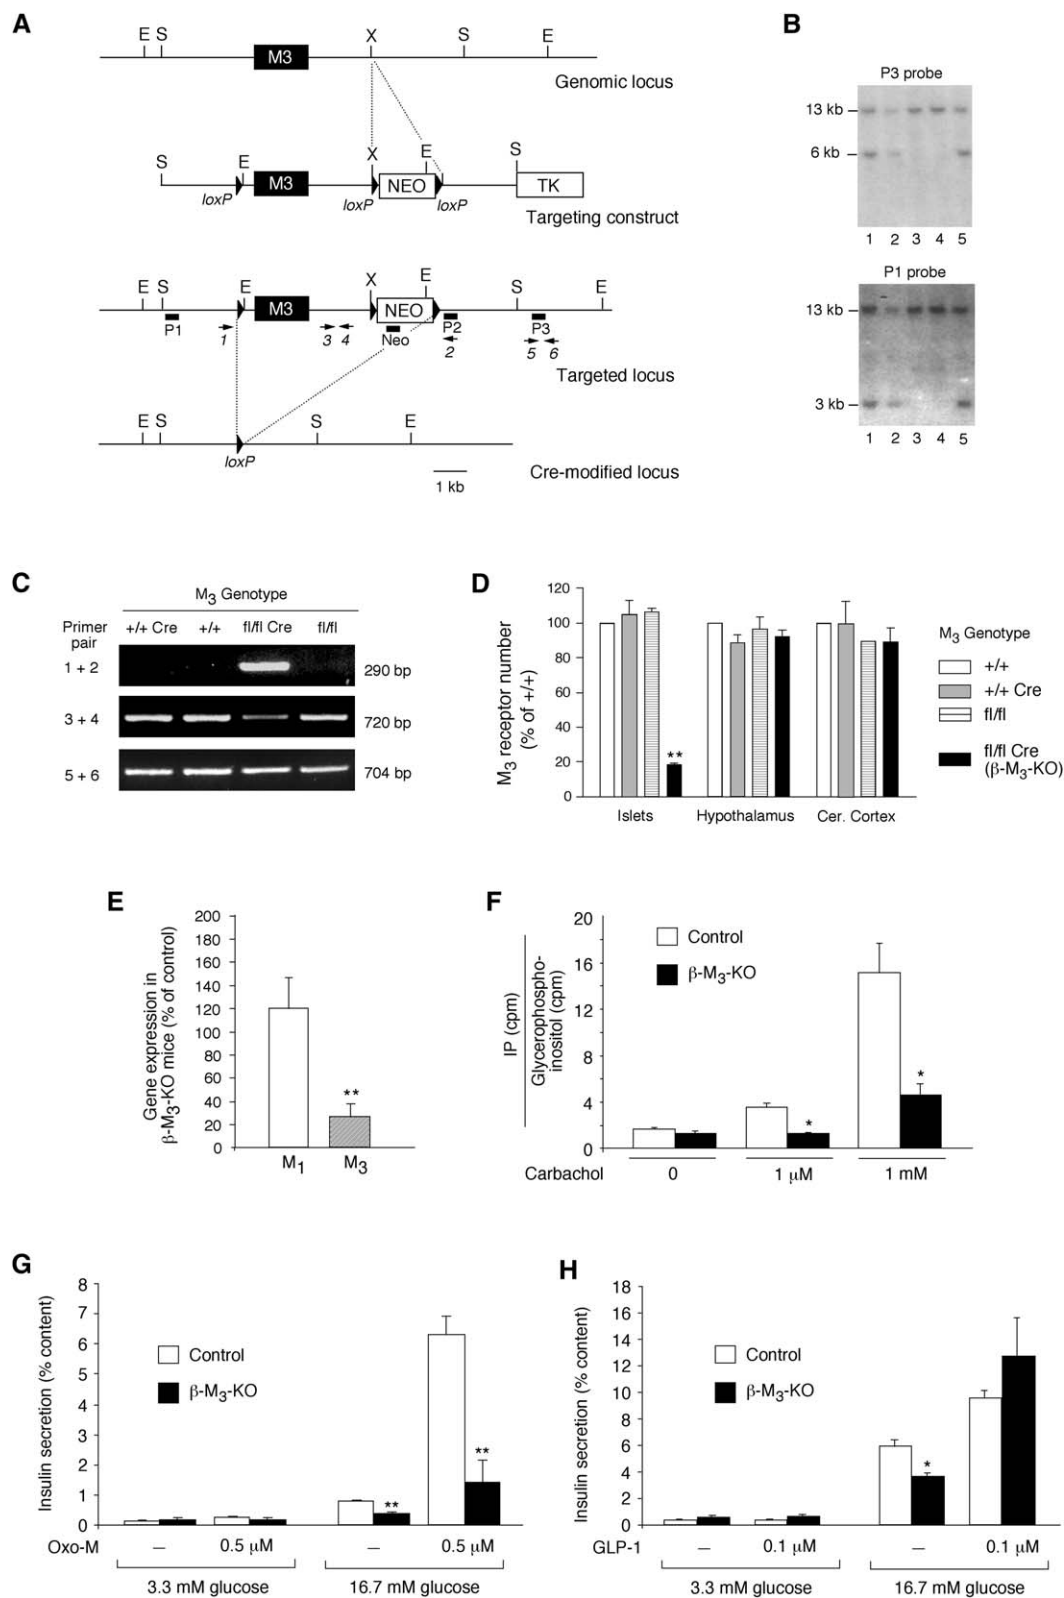 A
E S X S E
M3
Genomic locus
S E X E S
M3 NEO TK
loxP loxP loxP
Targeting construct
E S E X E S E
M3 NEO
P1 1 3 4 Neo P2 2 P3 5 6
Targeted locus
E S S E
loxP
Cre-modified locus
1 kb
B
P3 probe
13 kb
6 kb
1 2 3 4 5
P1 probe
13 kb
3 kb
1 2 3 4 5
C
M3 Genotype
Primer pair
+/+ Cre +/+ fl/fl Cre fl/fl
1 + 2 290 bp
3 + 4 720 bp
5 + 6 704 bp
D
M3 receptor number
(% of +/+)
120
100
80
60
40
20
0
**
Islets Hypothalamus Cer. Cortex
M3 Genotype
+/+
+/+ Cre
fl/fl
fl/fl Cre
(β-M3-KO)
E
Gene expression in
β-M3-KO mice (% of control)
200
180
160
140
120
100
80
60
40
20
0
**
M1 M3
F
IP (cpm)
Glycerophospho-
inositol (cpm)
20
16
12
8
4
0
Control
β-M3-KO
*
*
Carbachol 0 1 μM 1 mM
G
Insulin secretion (% content)
8
7
6
5
4
3
2
1
0
Control
β-M3-KO
**
**
Oxo-M — 0.5 μM — 0.5 μM
3.3 mM glucose 16.7 mM glucose
H
Insulin secretion (% content)
18
16
14
12
10
8
6
4
2
0
Control
β-M3-KO
*
GLP-1 — 0.1 μM — 0.1 μM
3.3 mM glucose 16.7 mM glucose